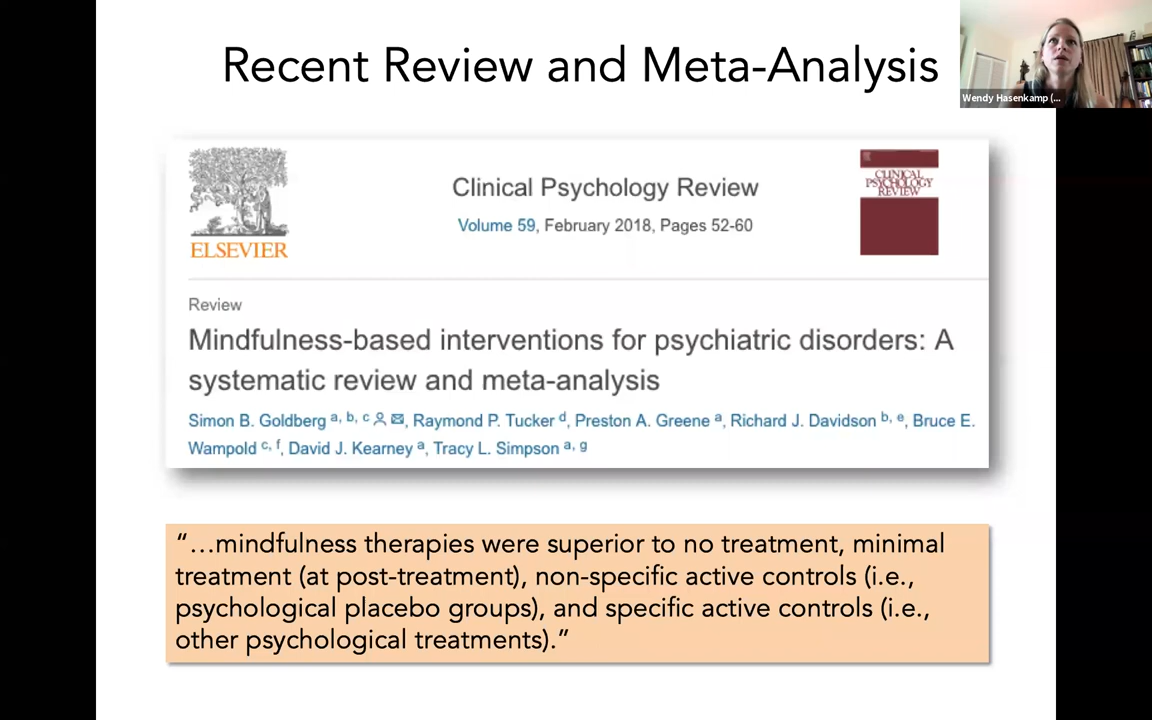 Recent Review and Meta-Analysis
Wendy Hasenkamp (...
ELSEVIER
Clinical Psychology Review
Volume 59, February 2018, Pages 52-60
CLINICAL
PSYCHOLOGY
REVIEW
Review
Mindfulness-based interventions for psychiatric disorders: A
systematic review and meta-analysis
Simon B. Goldberg a, b, c, Raymond P. Tucker d, Preston A. Greene a, Richard J. Davidson b, e, Bruce E.
Wampold c, f, David J. Kearney a, Tracy L. Simpson a, g
“…mindfulness therapies were superior to no treatment, minimal
treatment (at post-treatment), non-specific active controls (i.e.,
psychological placebo groups), and specific active controls (i.e.,
other psychological treatments).”